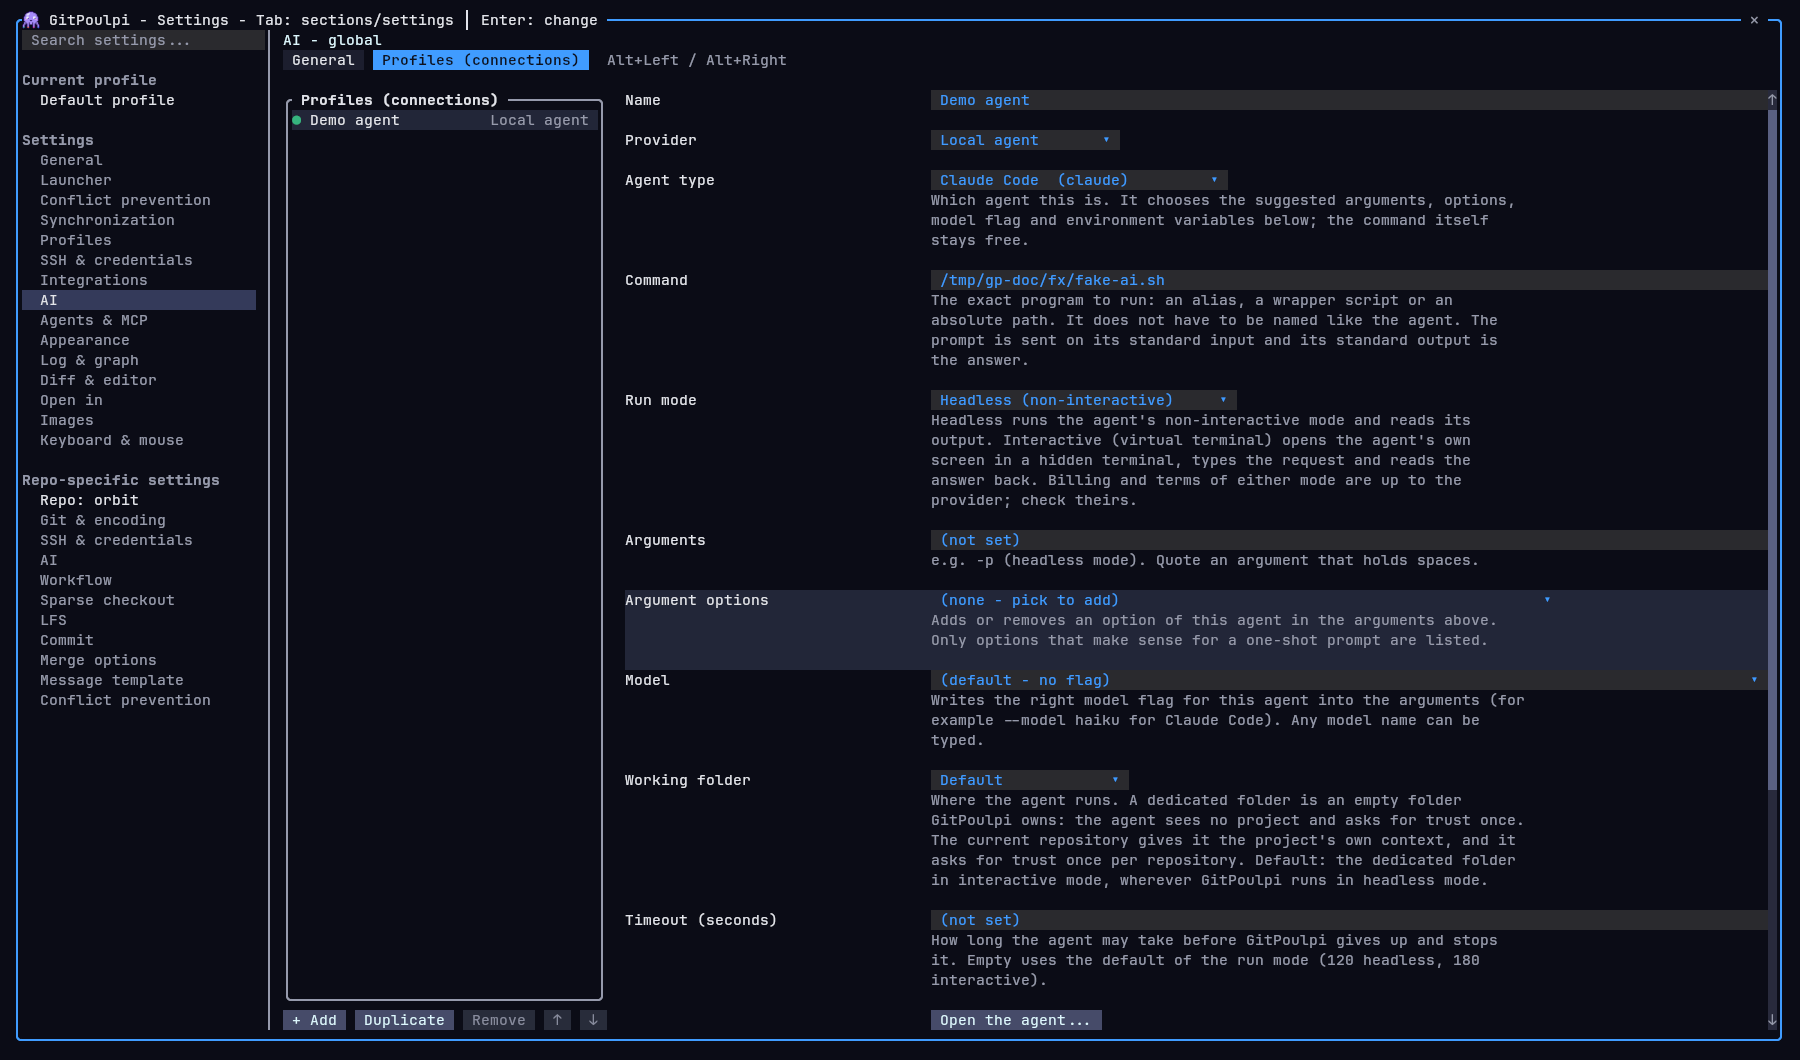 GitPoulpi - Settings - Tab: sections/settings │ Enter: change ×
Search settings...
Current profile
Default profile
Settings
General
Launcher
Conflict prevention
Synchronization
Profiles
SSH & credentials
Integrations
AI
Agents & MCP
Appearance
Log & graph
Diff & editor
Open in
Images
Keyboard & mouse
Repo-specific settings
Repo: orbit
Git & encoding
SSH & credentials
AI
Workflow
Sparse checkout
LFS
Commit
Merge options
Message template
Conflict prevention
AI - global
General Profiles (connections) Alt+Left / Alt+Right
Profiles (connections)
Demo agent Local agent
+ Add Duplicate Remove ↑ ↓
Name Demo agent
Provider Local agent ▾
Agent type Claude Code (claude) ▾
Which agent this is. It chooses the suggested arguments, options,
model flag and environment variables below; the command itself
stays free.
Command /tmp/gp-doc/fx/fake-ai.sh
The exact program to run: an alias, a wrapper script or an
absolute path. It does not have to be named like the agent. The
prompt is sent on its standard input and its standard output is
the answer.
Run mode Headless (non-interactive) ▾
Headless runs the agent's non-interactive mode and reads its
output. Interactive (virtual terminal) opens the agent's own
screen in a hidden terminal, types the request and reads the
answer back. Billing and terms of either mode are up to the
provider; check theirs.
Arguments (not set)
e.g. -p (headless mode). Quote an argument that holds spaces.
Argument options (none - pick to add) ▾
Adds or removes an option of this agent in the arguments above.
Only options that make sense for a one-shot prompt are listed.
Model (default - no flag) ▾
Writes the right model flag for this agent into the arguments (for
example --model haiku for Claude Code). Any model name can be
typed.
Working folder Default ▾
Where the agent runs. A dedicated folder is an empty folder
GitPoulpi owns: the agent sees no project and asks for trust once.
The current repository gives it the project's own context, and it
asks for trust once per repository. Default: the dedicated folder
in interactive mode, wherever GitPoulpi runs in headless mode.
Timeout (seconds) (not set)
How long the agent may take before GitPoulpi gives up and stops
it. Empty uses the default of the run mode (120 headless, 180
interactive).
Open the agent...